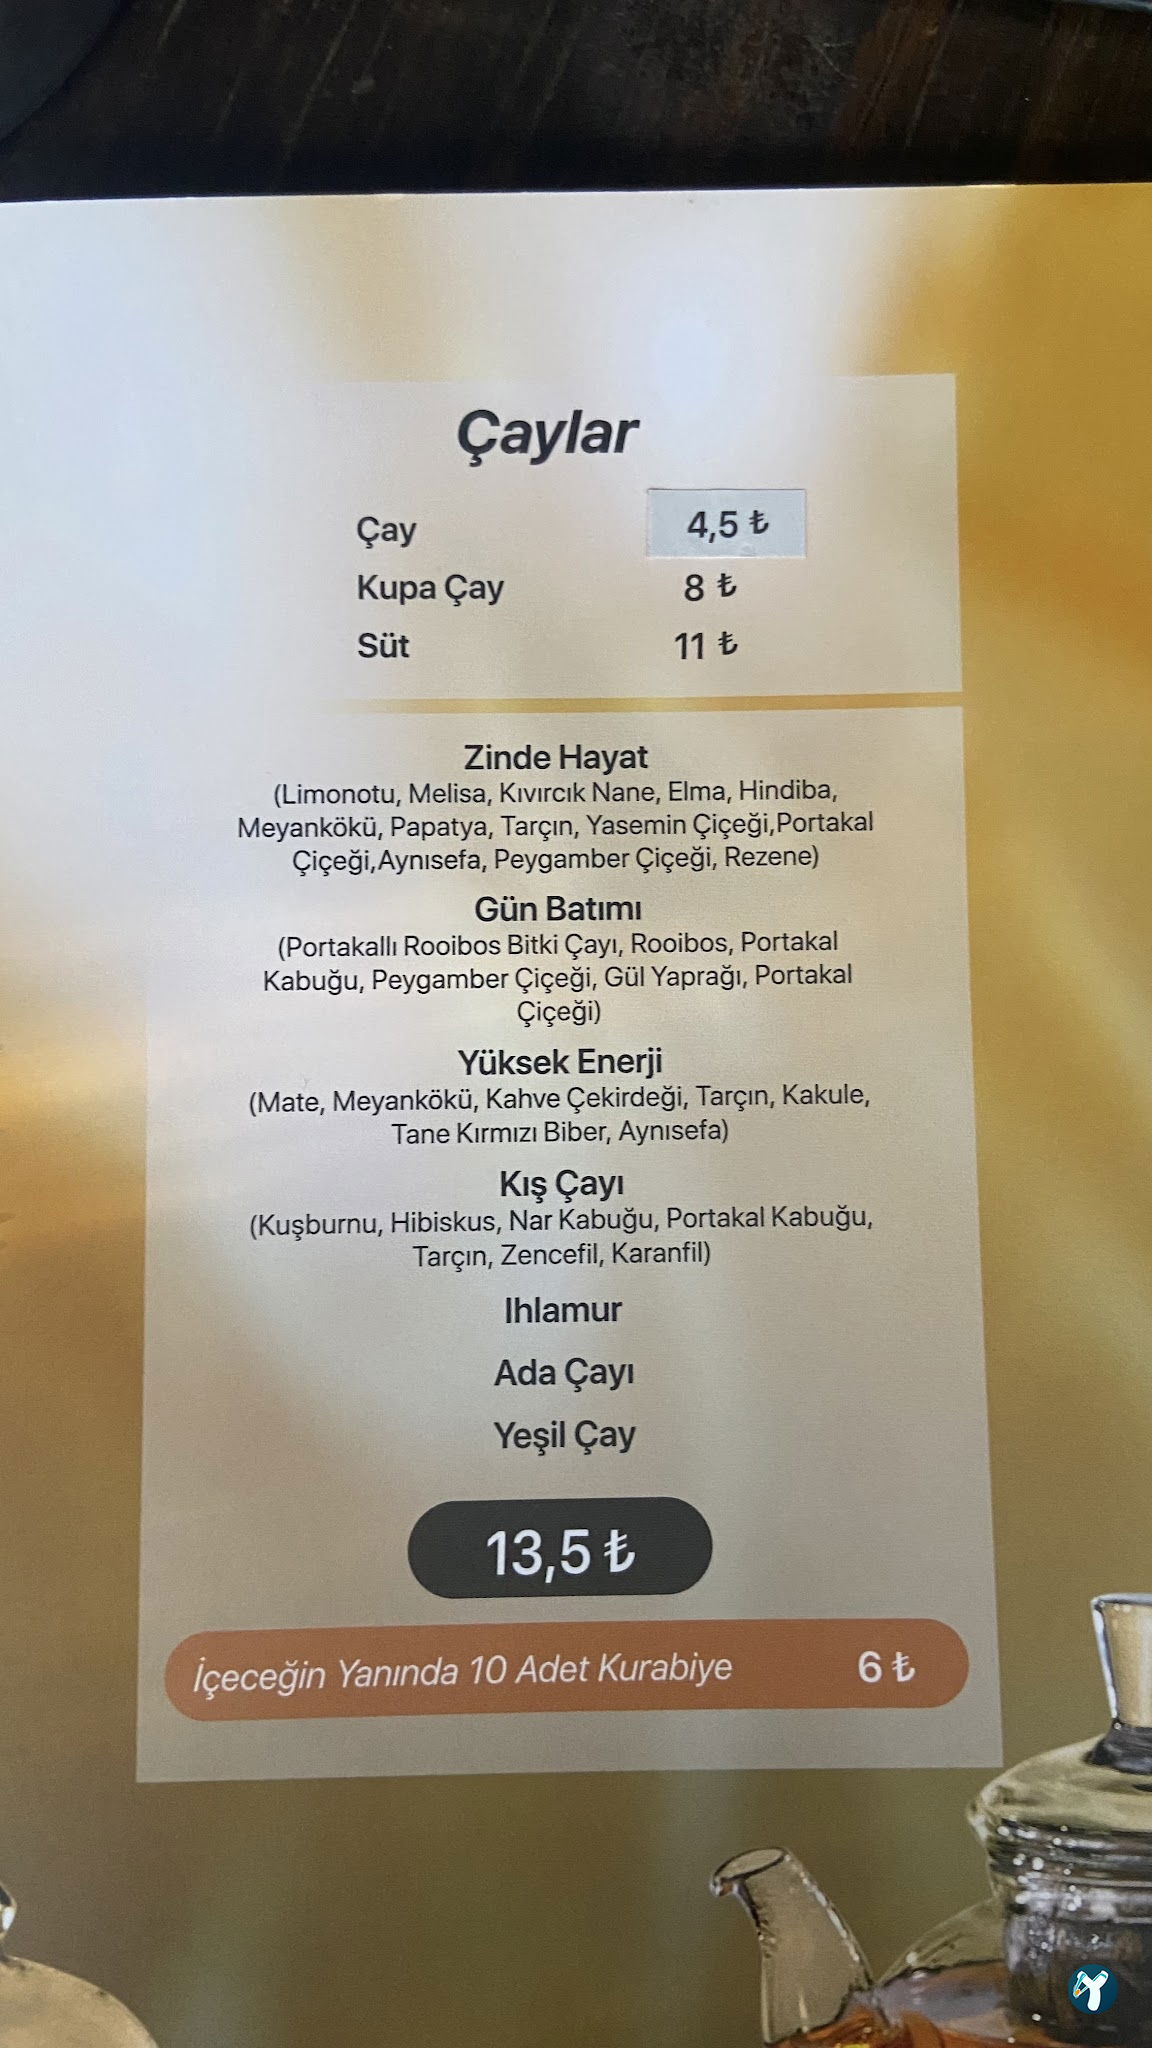 Çaylar
Çay 4,5 ₺
Kupa Çay 8 ₺
Süt 11 ₺
Zinde Hayat
(Limonotu, Melisa, Kıvırcık Nane, Elma, Hindiba,
Meyankökü, Papatya, Tarçın, Yasemin Çiçeği,Portakal
Çiçeği,Aynısefa, Peygamber Çiçeği, Rezene)
Gün Batımı
(Portakallı Rooibos Bitki Çayı, Rooibos, Portakal
Kabuğu, Peygamber Çiçeği, Gül Yaprağı, Portakal
Çiçeği)
Yüksek Enerji
(Mate, Meyankökü, Kahve Çekirdeği, Tarçın, Kakule,
Tane Kırmızı Biber, Aynısefa)
Kış Çayı
(Kuşburnu, Hibiskus, Nar Kabuğu, Portakal Kabuğu,
Tarçın, Zencefil, Karanfil)
Ihlamur
Ada Çayı
Yeşil Çay
13,5 ₺
İçeceğin Yanında 10 Adet Kurabiye 6 ₺